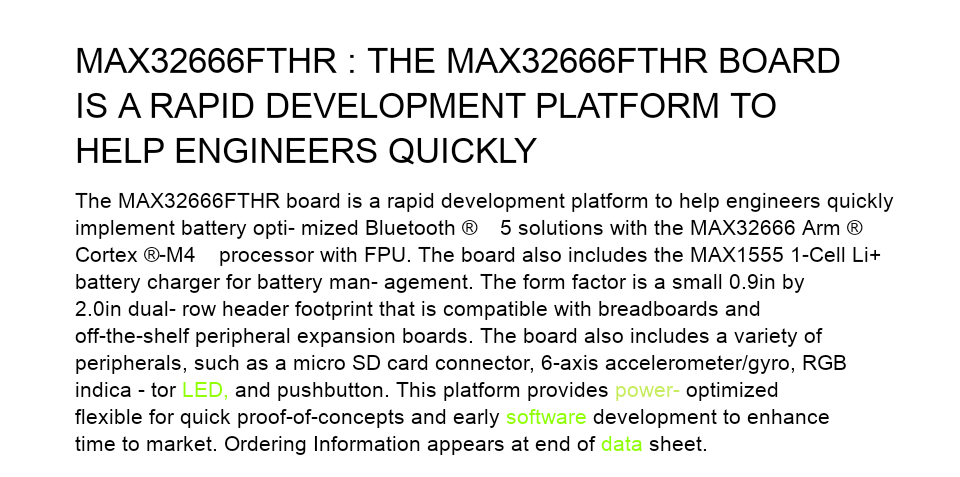 MAX32666FTHR : THE MAX32666FTHR BOARD
IS A RAPID DEVELOPMENT PLATFORM TO
HELP ENGINEERS QUICKLY
The MAX32666FTHR board is a rapid development platform to help engineers quickly
implement battery opti- mized Bluetooth ® 5 solutions with the MAX32666 Arm ®
Cortex ®-M4 processor with FPU. The board also includes the MAX1555 1-Cell Li+
battery charger for battery man- agement. The form factor is a small 0.9in by
2.0in dual- row header footprint that is compatible with breadboards and
off-the-shelf peripheral expansion boards. The board also includes a variety of
peripherals, such as a micro SD card connector, 6-axis accelerometer/gyro, RGB
indica - tor LED, and pushbutton. This platform provides power- optimized
flexible for quick proof-of-concepts and early software development to enhance
time to market. Ordering Information appears at end of data sheet.